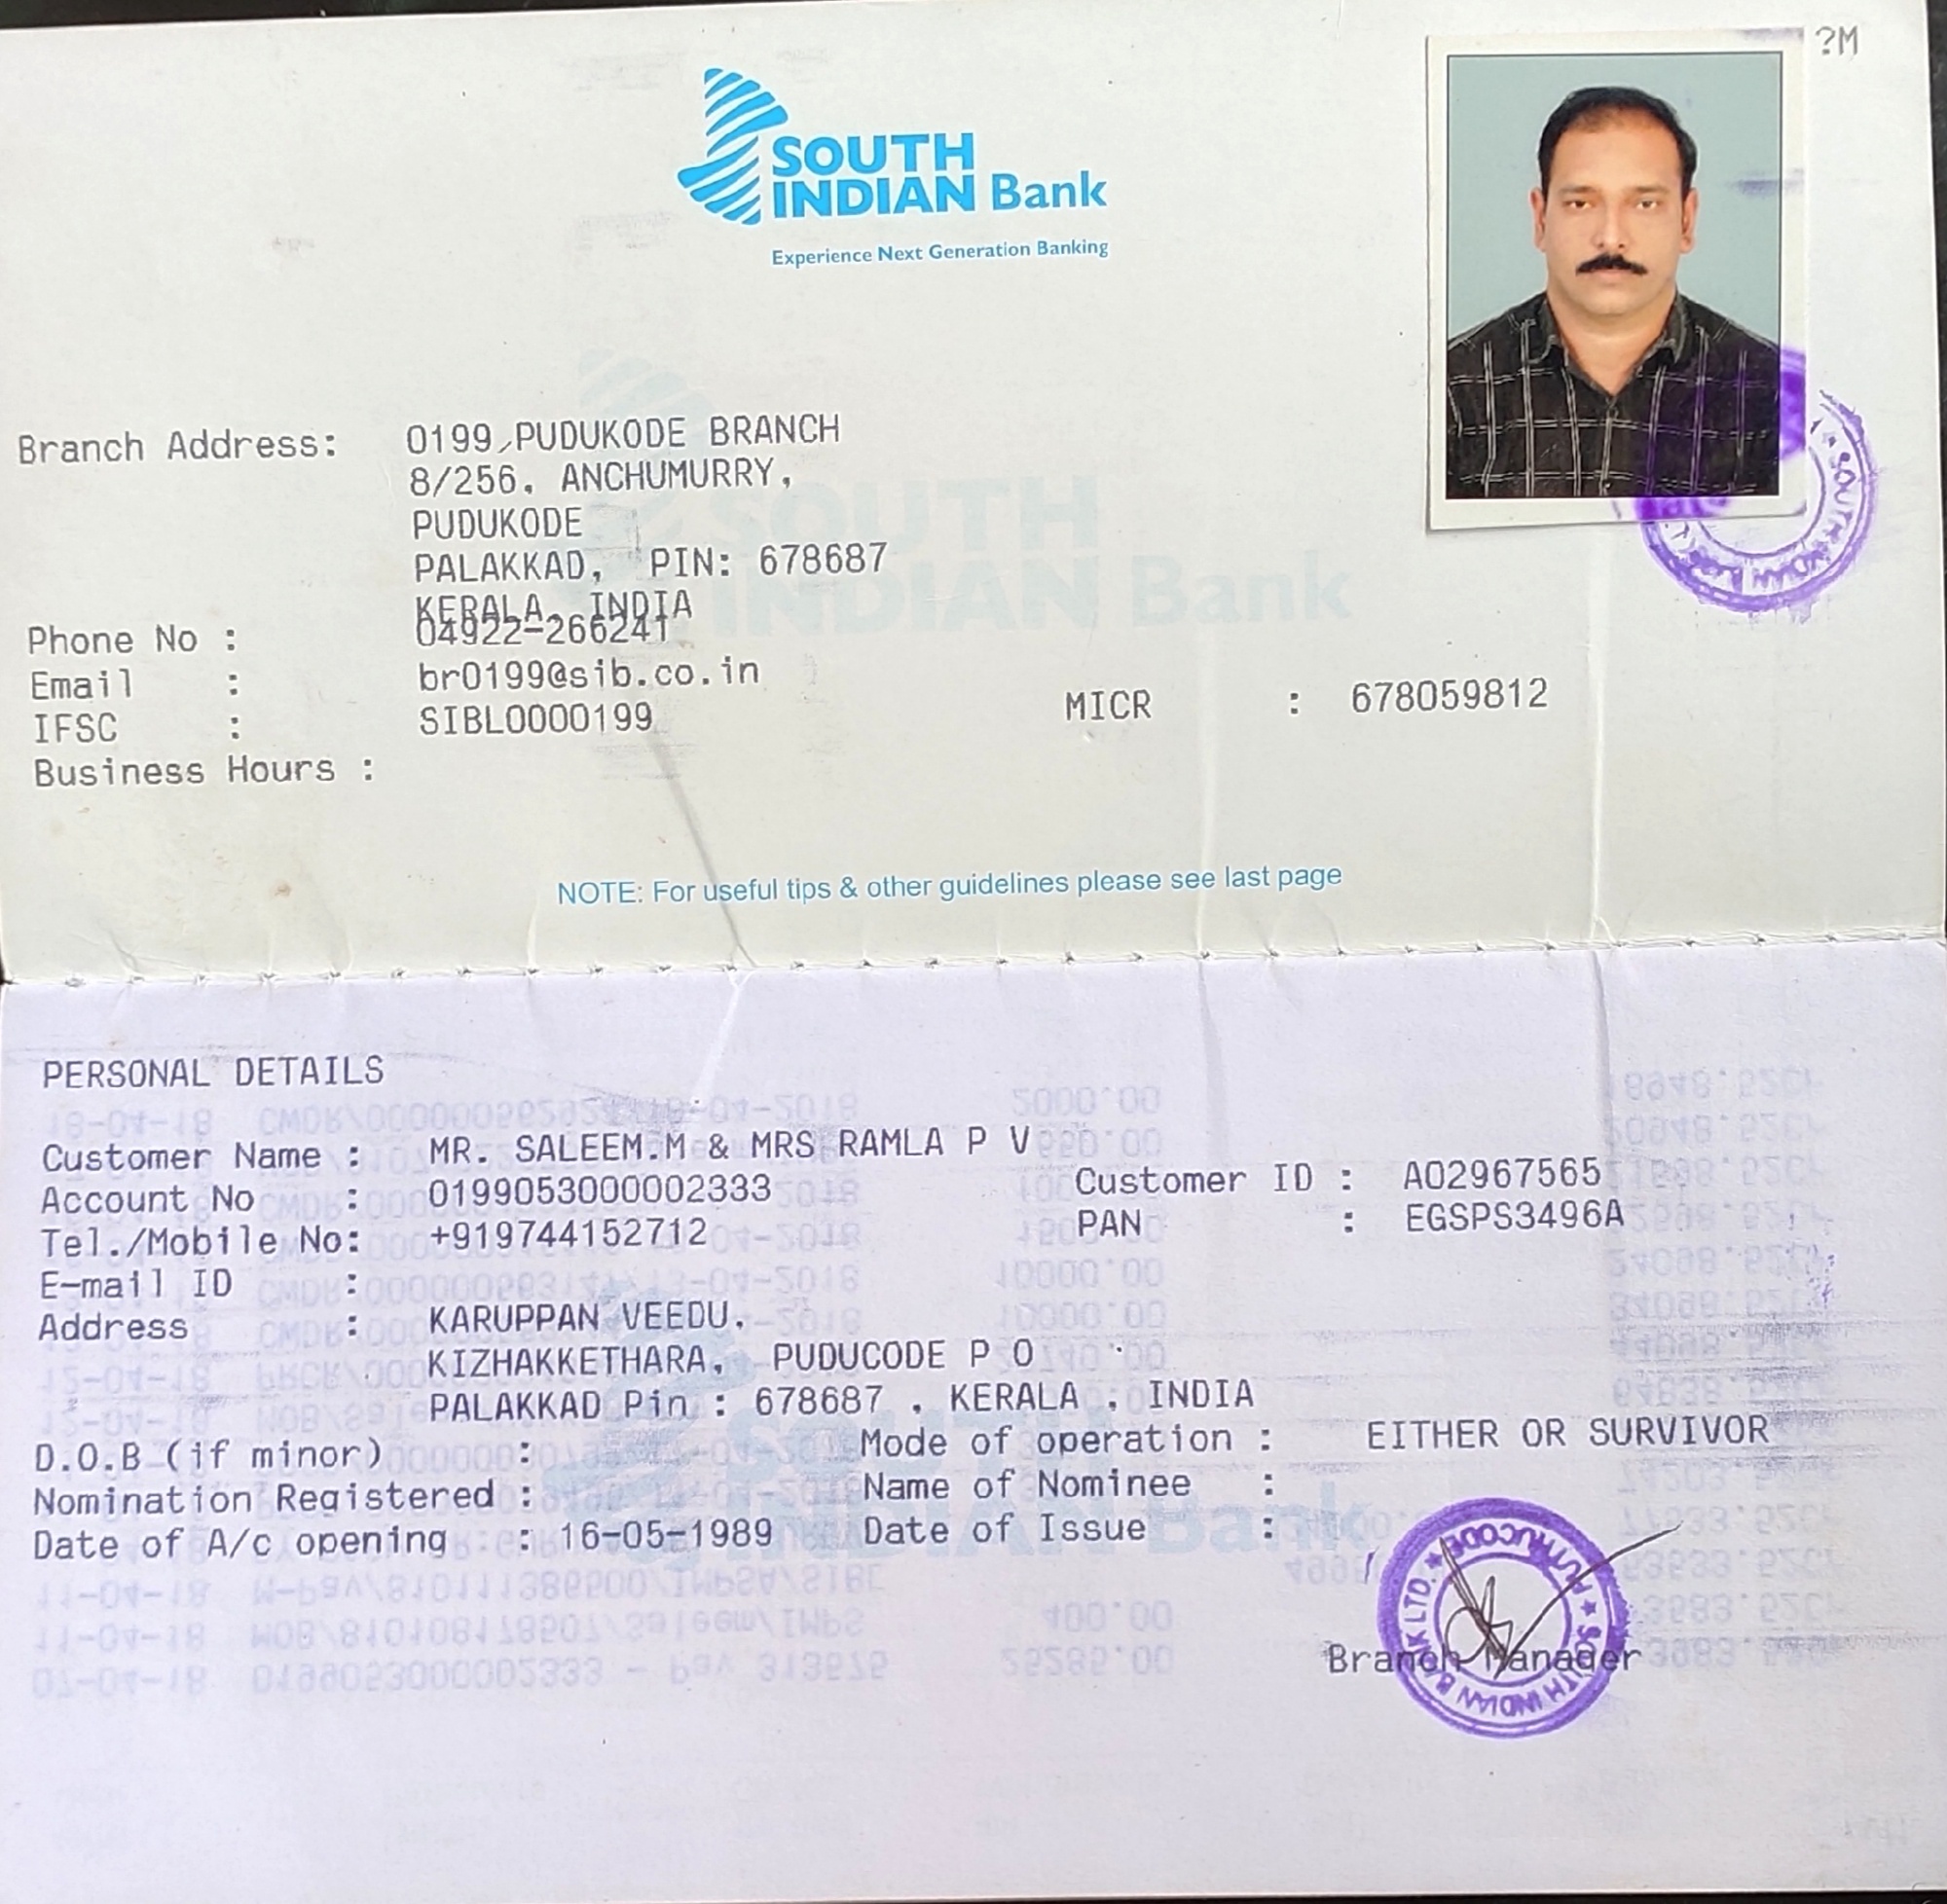 ?M
SOUTH
INDIAN Bank
Experience Next Generation Banking
Branch Address: 0199,PUDUKODE BRANCH
8/256, ANCHUMURRY,
PUDUKODE
PALAKKAD, PIN: 678687
KERALA, INDIA
Phone No : 04922-266241
Email : br0199@sib.co.in
IFSC : SIBL0000199 MICR : 678059812
Business Hours :
NOTE: For useful tips & other guidelines please see last page
PERSONAL DETAILS
Customer Name : MR. SALEEM.M & MRS RAMLA P V
Account No : 0199053000002333 Customer ID : A02967565
Tel./Mobile No: +919744152712 PAN : EGSPS3496A
E-mail ID :
Address : KARUPPAN VEEDU,
KIZHAKKETHARA, PUDUCODE P O
PALAKKAD Pin : 678687 , KERALA , INDIA
D.O.B (if minor) : Mode of operation : EITHER OR SURVIVOR
Nomination Registered : Name of Nominee :
Date of A/c opening : 16-05-1989 Date of Issue :
Branch Manager
SOUTH INDIAN BANK LTD.